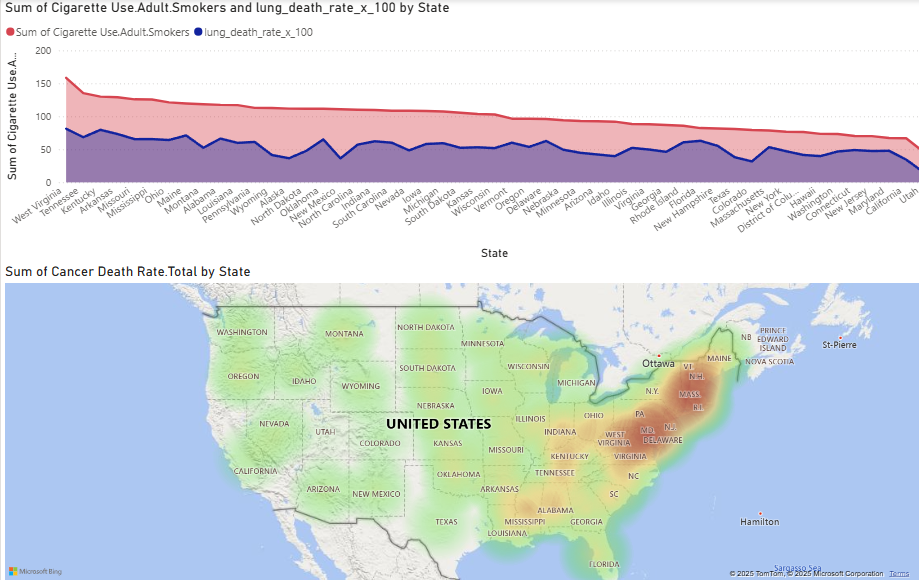 Sum of Cigarette Use.Adult.Smokers and lung_death_rate_x_100 by State
Sum of Cigarette Use.Adult.Smokers lung_death_rate_x_100
Sum of Cigarette Use.A...
200
150
100
50
0
West Virginia
Tennessee
Kentucky
Arkansas
Missouri
Mississippi
Ohio
Maine
Montana
Alabama
Louisiana
Pennsylvania
Wyoming
Alaska
North Dakota
Oklahoma
New Mexico
North Carolina
Indiana
South Carolina
Nevada
Iowa
Michigan
South Dakota
Kansas
Wisconsin
Vermont
Oregon
Delaware
Nebraska
Minnesota
Arizona
Idaho
Illinois
Virginia
Georgia
Rhode Island
Florida
New Hampshire
Texas
Colorado
Massachusetts
New York
District of Colu...
Hawaii
Washington
Connecticut
New Jersey
Maryland
California
Utah
State
Sum of Cancer Death Rate.Total by State
WASHINGTON
MONTANA
NORTH DAKOTA
MINNESOTA
NB
PRINCE
EDWARD
ISLAND
St-Pierre
Ottawa
MAINE
NOVA SCOTIA
VT.
N.H.
OREGON
IDAHO
WYOMING
SOUTH DAKOTA
WISCONSIN
MICHIGAN
N.Y.
MASS.
R.I.
NEBRASKA
IOWA
NEVADA
UTAH
UNITED STATES
ILLINOIS
INDIANA
OHIO
PA
N.J.
MD.
DELAWARE
WEST
VIRGINIA
VIRGINIA
COLORADO
KANSAS
MISSOURI
KENTUCKY
CALIFORNIA
OKLAHOMA
TENNESSEE
NC
ARIZONA
NEW MEXICO
ARKANSAS
SC
TEXAS
MISSISSIPPI
ALABAMA
GEORGIA
LOUISIANA
Hamilton
FLORIDA
Sargasso Sea
Microsoft Bing
© 2025 TomTom, © 2025 Microsoft Corporation Terms